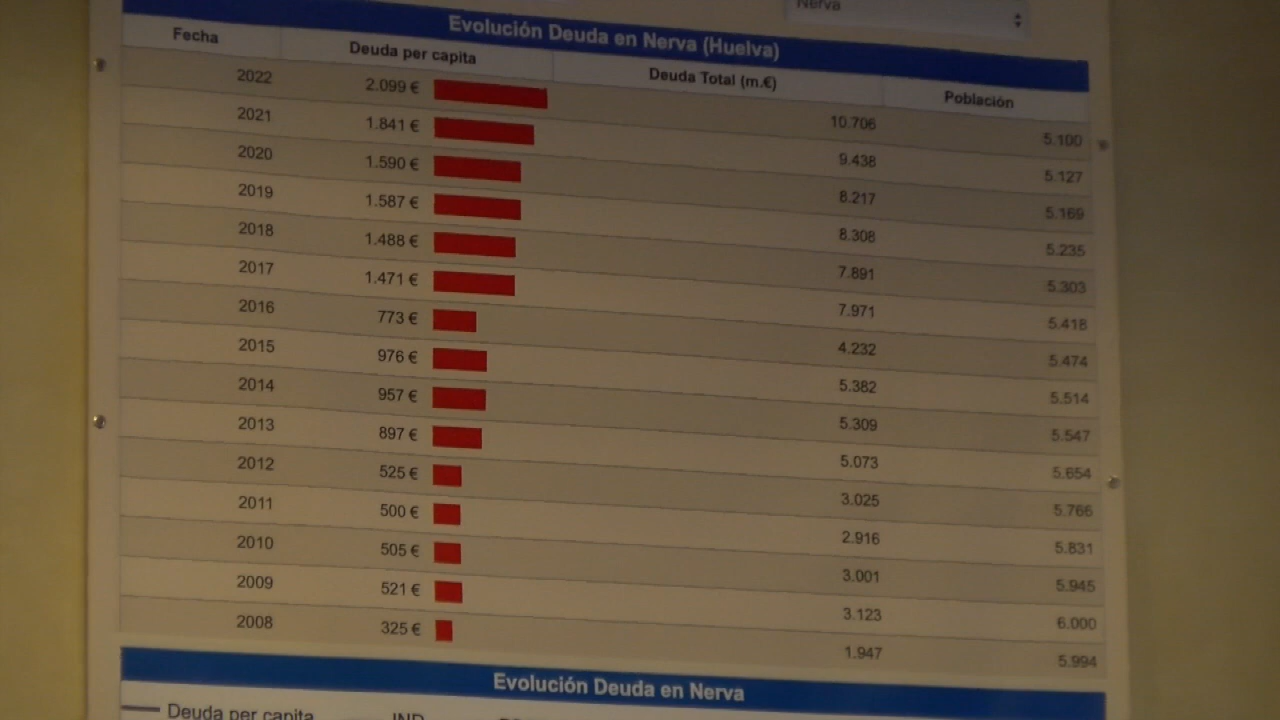 Nerva
Evolución Deuda en Nerva (Huelva)
Fecha Deuda per capita Deuda Total (m.€) Población
2022 2.099 € 10.706 5.100
2021 1.841 € 9.438 5.127
2020 1.590 € 8.217 5.169
2019 1.587 € 8.308 5.235
2018 1.488 € 7.891 5.303
2017 1.471 € 7.971 5.418
2016 773 € 4.232 5.474
2015 976 € 5.382 5.514
2014 957 € 5.309 5.547
2013 897 € 5.073 5.654
2012 525 € 3.025 5.766
2011 500 € 2.916 5.831
2010 505 € 3.001 5.945
2009 521 € 3.123 6.000
2008 325 € 1.947 5.994
Evolución Deuda en Nerva
Deuda per capita